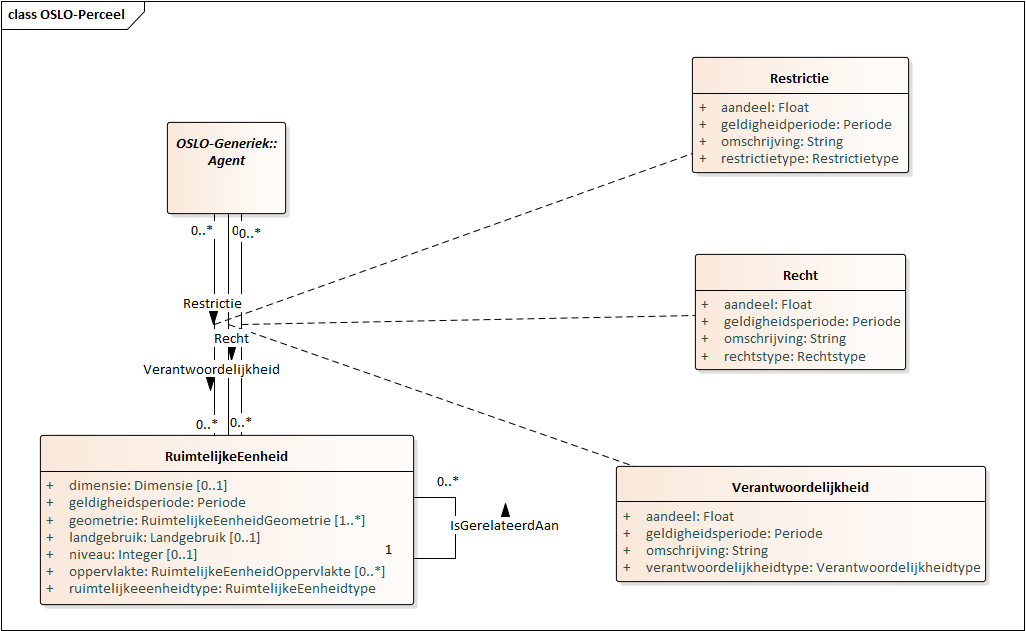 class OSLO-Perceel
OSLO-Generiek::
Agent
0..*
0
0..*
Restrictie
Recht
Verantwoordelijkheid
0..*
0..*
Restrictie
+ aandeel: Float
+ geldigheidperiode: Periode
+ omschrijving: String
+ restrictietype: Restrictietype
Recht
+ aandeel: Float
+ geldigheidsperiode: Periode
+ omschrijving: String
+ rechtstype: Rechtstype
RuimtelijkeEenheid
+ dimensie: Dimensie [0..1]
+ geldigheidsperiode: Periode
+ geometrie: RuimtelijkeEenheidGeometrie [1..*]
+ landgebruik: Landgebruik [0..1]
+ niveau: Integer [0..1]
+ oppervlakte: RuimtelijkeEenheidOppervlakte [0..*]
+ ruimtelijkeeenheidtype: RuimtelijkeEenheidtype
0..*
IsGerelateerdAan
1
Verantwoordelijkheid
+ aandeel: Float
+ geldigheidsperiode: Periode
+ omschrijving: String
+ verantwoordelijkheidtype: Verantwoordelijkheidtype